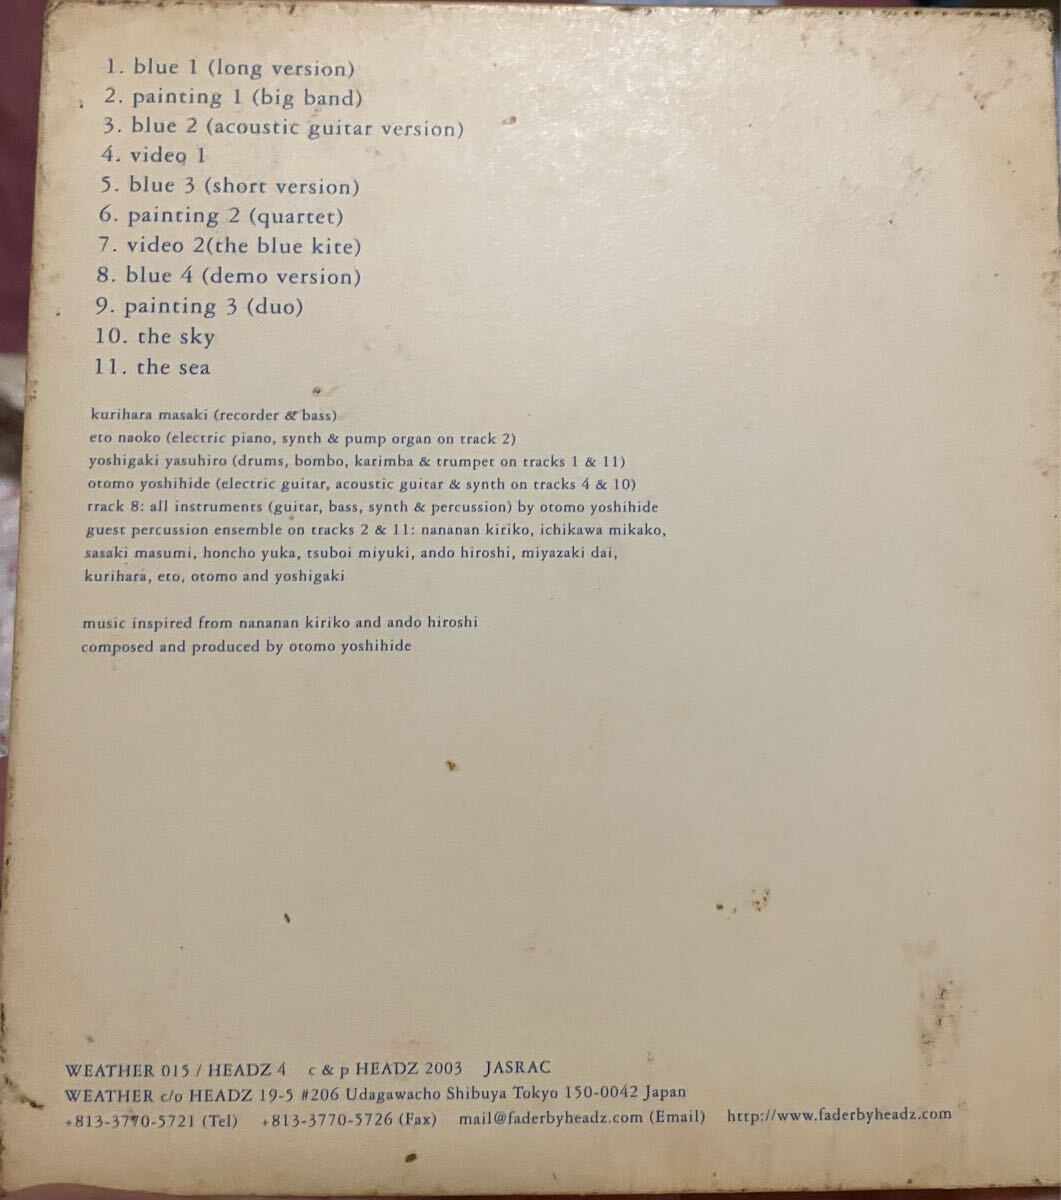 1. blue 1 (long version)
2. painting 1 (big band)
3. blue 2 (acoustic guitar version)
4. video 1
5. blue 3 (short version)
6. painting 2 (quartet)
7. video 2(the blue kite)
8. blue 4 (demo version)
9. painting 3 (duo)
10. the sky
11. the sea
kurihara masaki (recorder & bass)
eto naoko (electric piano, synth & pump organ on track 2)
yoshigaki yasuhiro (drums, bombo, karimba & trumpet on tracks 1 & 11)
otomo yoshihide (electric guitar, acoustic guitar & synth on tracks 4 & 10)
track 8: all instruments (guitar, bass, synth & percussion) by otomo yoshihide
guest percussion ensemble on tracks 2 & 11: nananan kiriko, ichikawa mikako,
sasaki masumi, honcho yuka, tsuboi miyuki, ando hiroshi, miyazaki dai,
kurihara, eto, otomo and yoshigaki
music inspired from nananan kiriko and ando hiroshi
composed and produced by otomo yoshihide
WEATHER 015 / HEADZ 4 c & p HEADZ 2003 JASRAC
WEATHER c/o HEADZ 19-5 #206 Udagawacho Shibuya Tokyo 150-0042 Japan
+813-3770-5721 (Tel) +813-3770-5726 (Fax) mail@faderbyheadz.com (Email) http://www.faderbyheadz.com